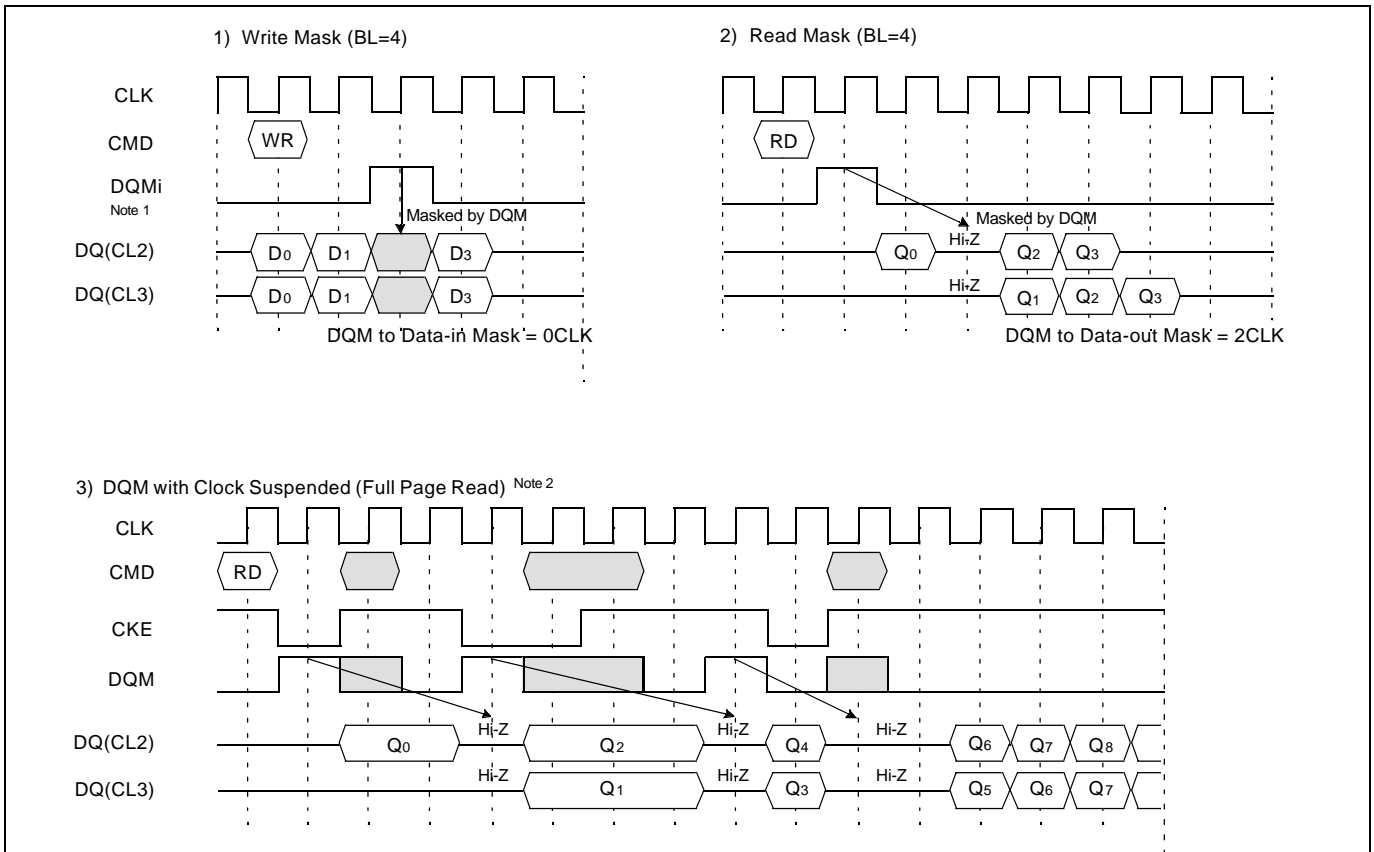 1) Write Mask (BL=4)
2) Read Mask (BL=4)
CLK
CMD
WR
RD
DQMi
Note 1
Masked by DQM
Masked by DQM
DQ(CL2)
D0 D1 D3
Q0 Hi-Z Q2 Q3
DQ(CL3)
D0 D1 D3
Hi-Z Q1 Q2 Q3
DQM to Data-in Mask = 0CLK
DQM to Data-out Mask = 2CLK
3) DQM with Clock Suspended (Full Page Read) Note 2
CLK
CMD
RD
CKE
DQM
DQ(CL2)
Q0 Hi-Z Q2 Hi-Z Q4 Hi-Z Q6 Q7 Q8
DQ(CL3)
Hi-Z Q1 Hi-Z Q3 Hi-Z Q5 Q6 Q7